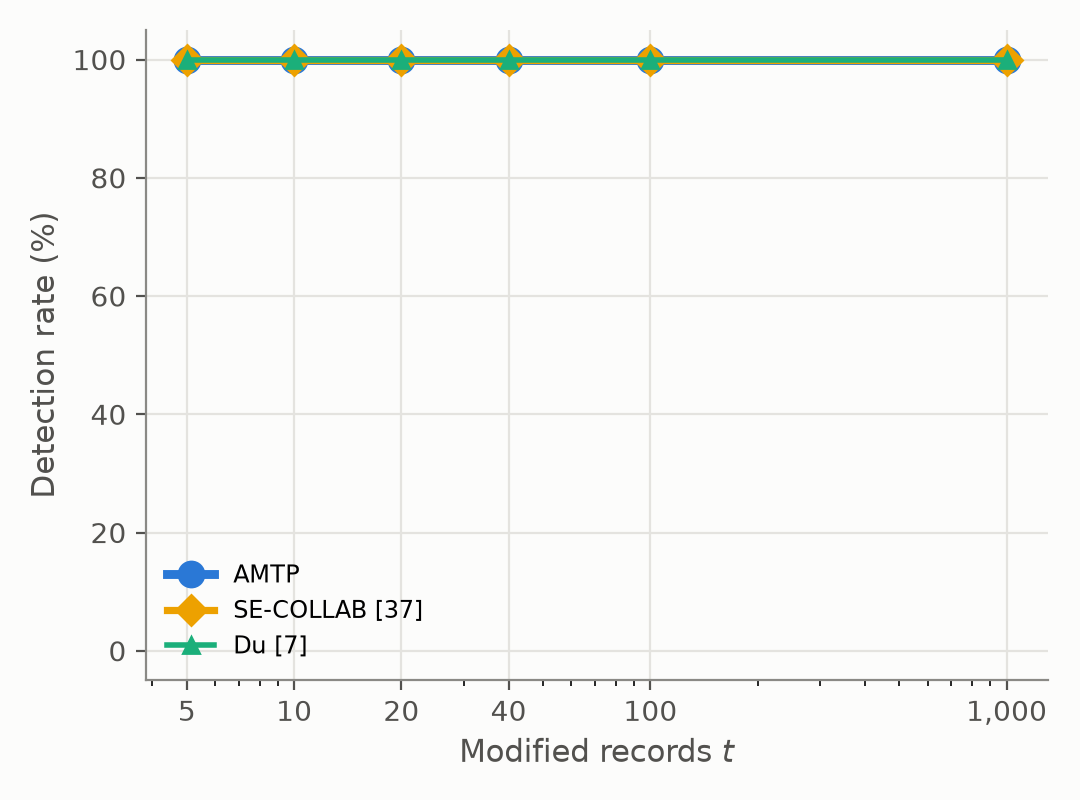 100
80
60
40
20
0
Detection rate (%)
AMTP
SE-COLLAB [37]
Du [7]
5 10 20 40 100 1,000
Modified records t